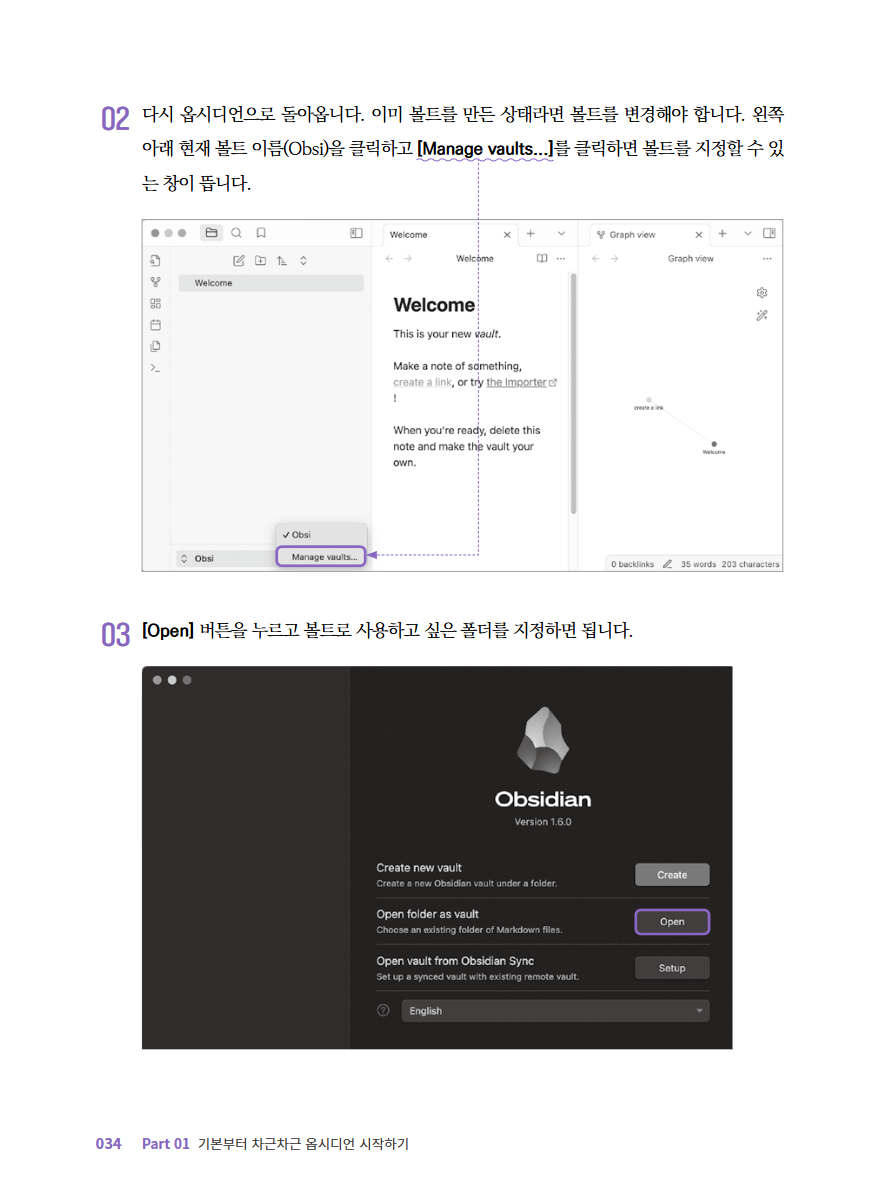 02 다시 옵시디언으로 돌아옵니다. 이미 볼트를 만든 상태라면 볼트를 변경해야 합니다. 왼쪽
아래 현재 볼트 이름(Obsi)을 클릭하고 [Manage vaults...]를 클릭하면 볼트를 지정할 수 있
는 창이 뜹니다.
Welcome
Graph view
Welcome
Graph view
Welcome
Welcome
This is your new vault.
Make a note of something,
create a link, or try the Importer
!
When you're ready, delete this
note and make the vault your
own.
create a link
Welcome
✓ Obsi
Manage vaults...
Obsi
0 backlinks 35 words 203 characters
03 [Open] 버튼을 누르고 볼트로 사용하고 싶은 폴더를 지정하면 됩니다.
Obsidian
Version 1.6.0
Create new vault
Create a new Obsidian vault under a folder.
Create
Open folder as vault
Choose an existing folder of Markdown files.
Open
Open vault from Obsidian Sync
Set up a synced vault with existing remote vault.
Setup
? English
034 Part 01 기본부터 차근차근 옵시디언 시작하기